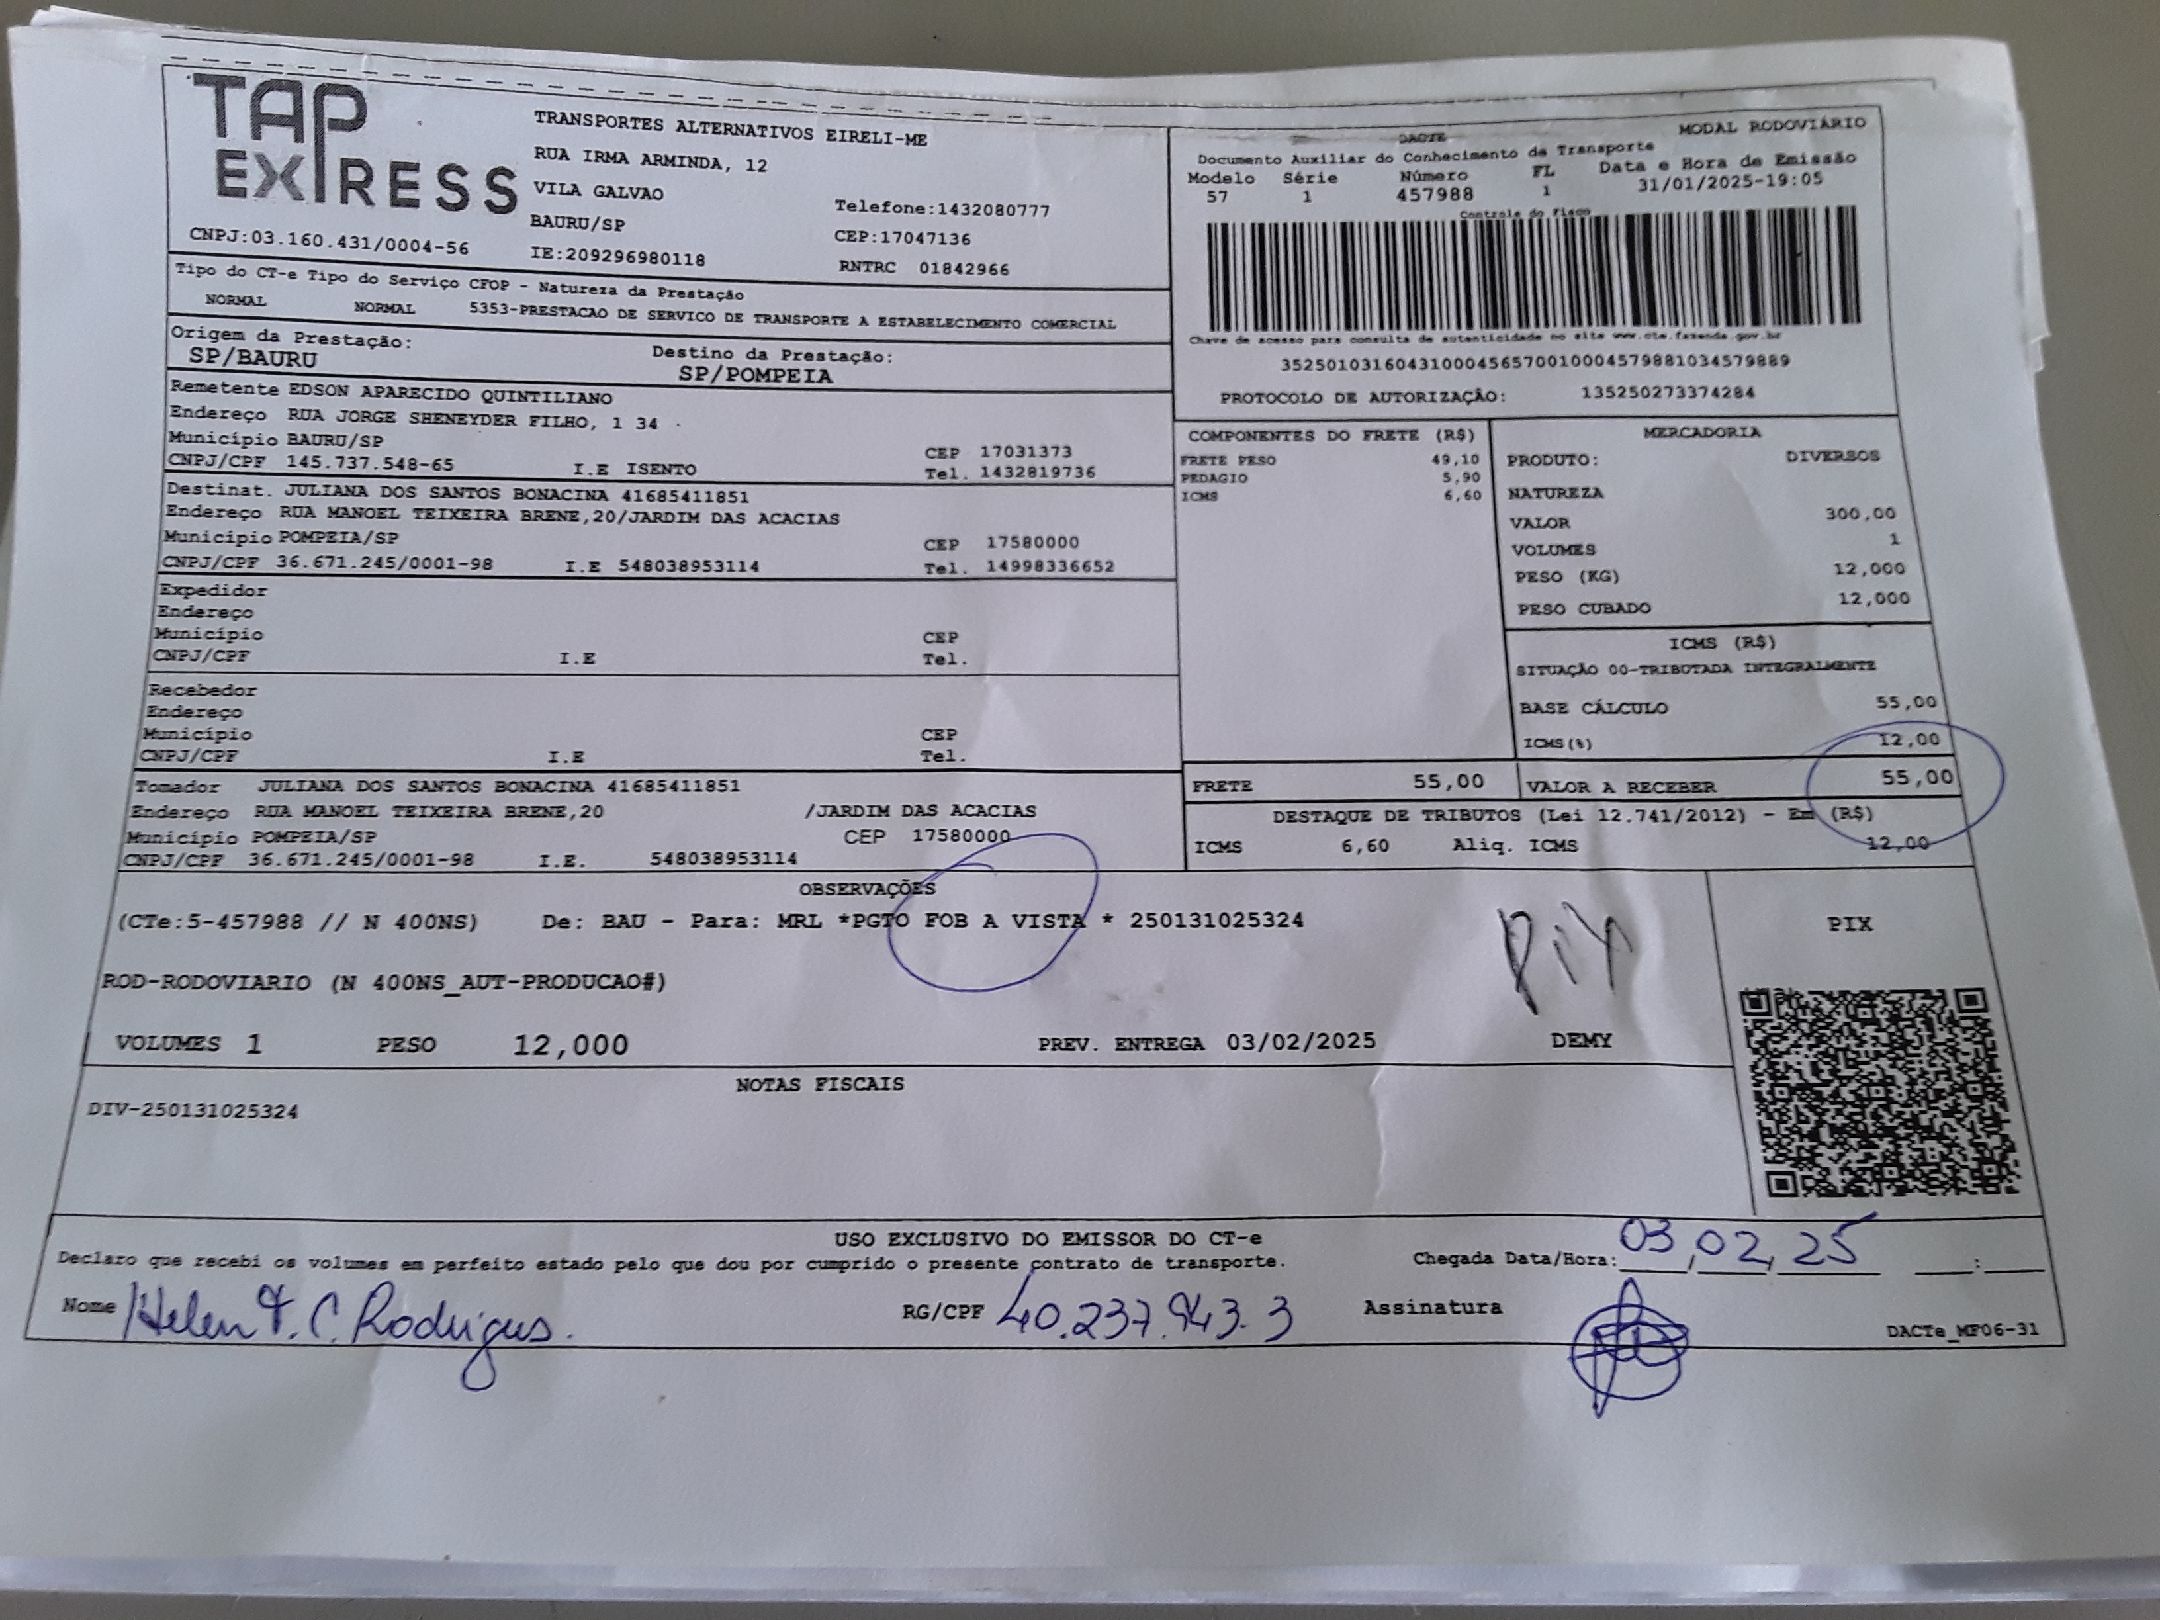 TAP
EXPRESS
TRANSPORTES ALTERNATIVOS EIRELI-ME
RUA IRMA ARMINDA, 12
VILA GALVAO
Telefone:1432080777
BAURU/SP
CEP:17047136
CNPJ:03.160.431/0004-56
IE:209296980118
RNTRC 01842966
DACTE
MODAL RODOVIÁRIO
Documento Auxiliar do Conhecimento de Transporte
Modelo Série Número FL Data e Hora de Emissão
57 1 457988 1 31/01/2025-19:05
Controle do Fisco
Chave de acesso para consulta de autenticidade no site www.cte.fazenda.gov.br
35250103160431000456570010004579881034579889
PROTOCOLO DE AUTORIZAÇÃO: 135250273374284
Tipo do CT-e Tipo do Serviço CFOP - Natureza da Prestação
NORMAL NORMAL 5353-PRESTACAO DE SERVICO DE TRANSPORTE A ESTABELECIMENTO COMERCIAL
Origem da Prestação: Destino da Prestação:
SP/BAURU SP/POMPEIA
Remetente EDSON APARECIDO QUINTILIANO
Endereço RUA JORGE SHENEYDER FILHO, 1 34
Município BAURU/SP CEP 17031373
CNPJ/CPF 145.737.548-65 I.E ISENTO Tel. 1432819736
Destinat. JULIANA DOS SANTOS BONACINA 41685411851
Endereço RUA MANOEL TEIXEIRA BRENE,20/JARDIM DAS ACACIAS
Município POMPEIA/SP CEP 17580000
CNPJ/CPF 36.671.245/0001-98 I.E 548038953114 Tel. 14998336652
Expedidor
Endereço
Município CEP
CNPJ/CPF I.E Tel.
Recebedor
Endereço
Município CEP
CNPJ/CPF I.E Tel.
Tomador JULIANA DOS SANTOS BONACINA 41685411851
Endereço RUA MANOEL TEIXEIRA BRENE,20 /JARDIM DAS ACACIAS
Município POMPEIA/SP CEP 17580000
CNPJ/CPF 36.671.245/0001-98 I.E. 548038953114
COMPONENTES DO FRETE (R$)
FRETE PESO 49,10
PEDAGIO 5,90
ICMS 6,60
MERCADORIA
PRODUTO: DIVERSOS
NATUREZA
VALOR 300,00
VOLUMES 1
PESO (KG) 12,000
PESO CUBADO 12,000
ICMS (R$)
SITUAÇÃO 00-TRIBUTADA INTEGRALMENTE
BASE CÁLCULO 55,00
ICMS(%) 12,00
FRETE 55,00 VALOR A RECEBER 55,00
DESTAQUE DE TRIBUTOS (Lei 12.741/2012) - Em (R$)
ICMS 6,60 Aliq. ICMS 12,00
OBSERVAÇÕES
(CTe:5-457988 // N 400NS) De: BAU - Para: MRL *PGTO FOB A VISTA * 250131025324
Pix
PIX
ROD-RODOVIARIO (N 400NS_AUT-PRODUCAO#)
VOLUMES 1 PESO 12,000 PREV. ENTREGA 03/02/2025 DEMY
NOTAS FISCAIS
DIV-250131025324
USO EXCLUSIVO DO EMISSOR DO CT-e
Declaro que recebi os volumes em perfeito estado pelo que dou por cumprido o presente contrato de transporte. Chegada Data/Hora: 03/02/25 :
Nome Helen F. C. Rodrigues. RG/CPF 40.237.943.3 Assinatura
DACTe_MF06-31